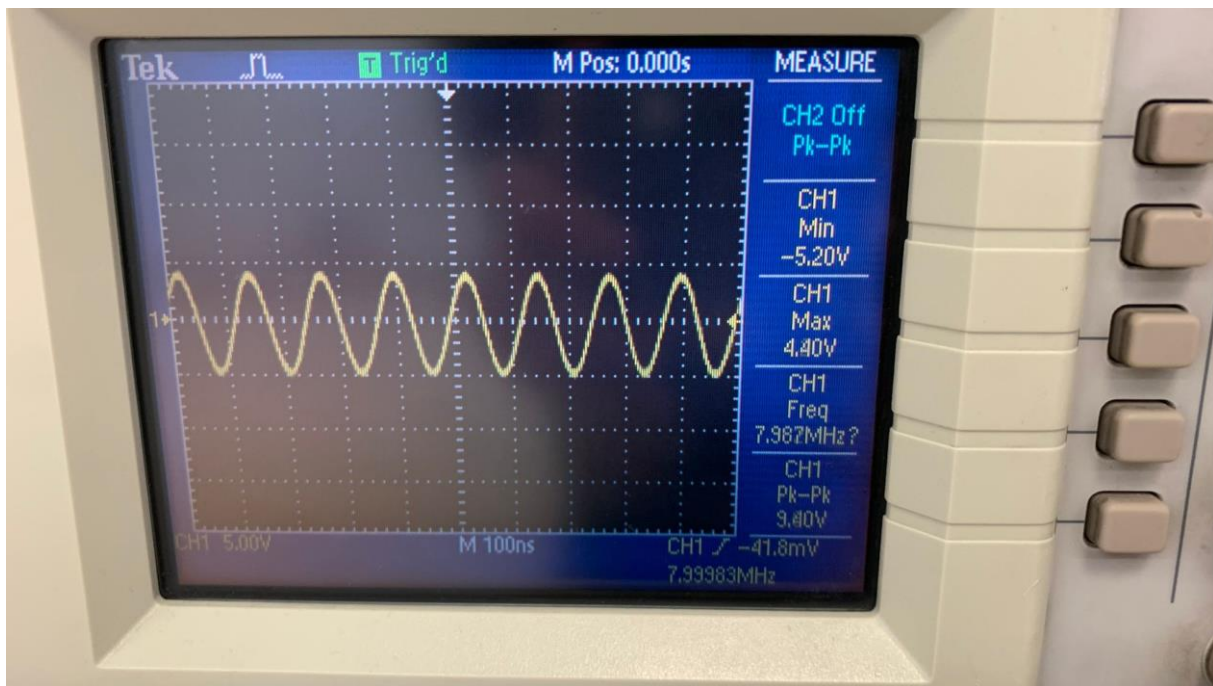 Tek T Trig'd M Pos: 0.000s MEASURE
CH2 Off
Pk-Pk
CH1
Min
-5.20V
CH1
Max
4.40V
CH1
Freq
7.987MHz?
CH1
Pk-Pk
9.40V
1
CH1 5.00V M 100ns CH1 -41.8mV
7.99983MHz